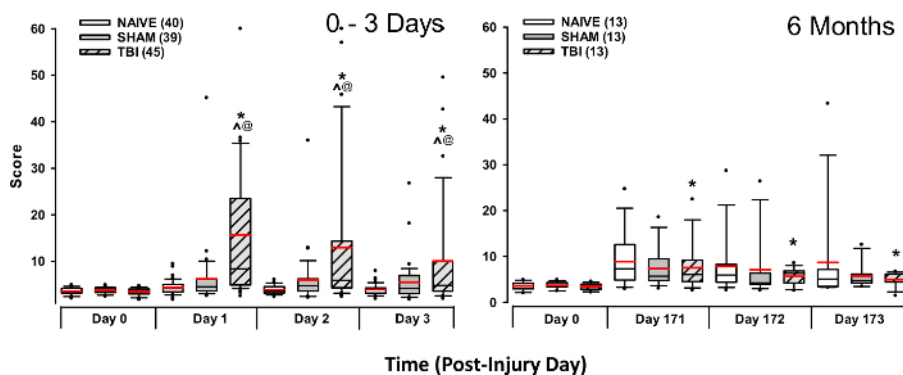 0 - 3 Days
NAIVE (40)
SHAM (39)
TBI (45)
60
50
40
30
20
10
Score
*
^@
*
^@
*
^@
Day 0
Day 1
Day 2
Day 3
6 Months
NAIVE (13)
SHAM (13)
TBI (13)
60
50
40
30
20
10
0
*
*
*
Day 0
Day 171
Day 172
Day 173
Time (Post-Injury Day)